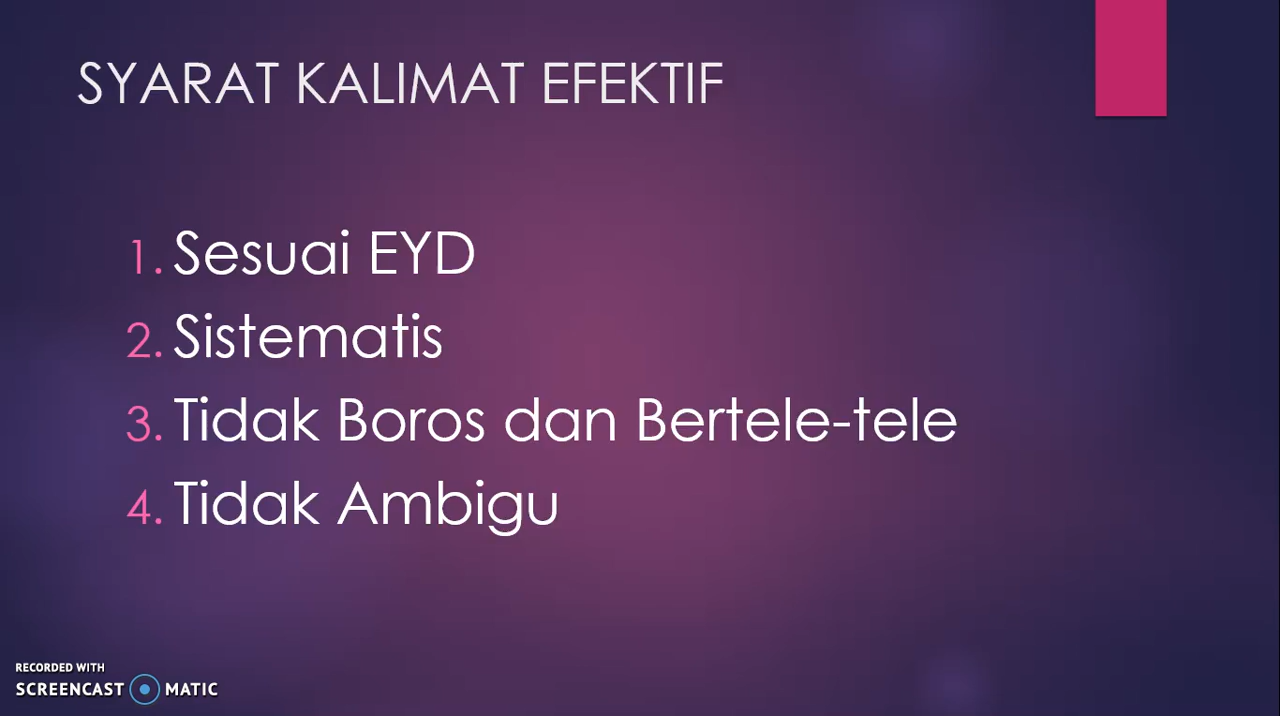 SYARAT KALIMAT EFEKTIF
1. Sesuai EYD
2. Sistematis
3. Tidak Boros dan Bertele-tele
4. Tidak Ambigu
RECORDED WITH
SCREENCAST MATIC